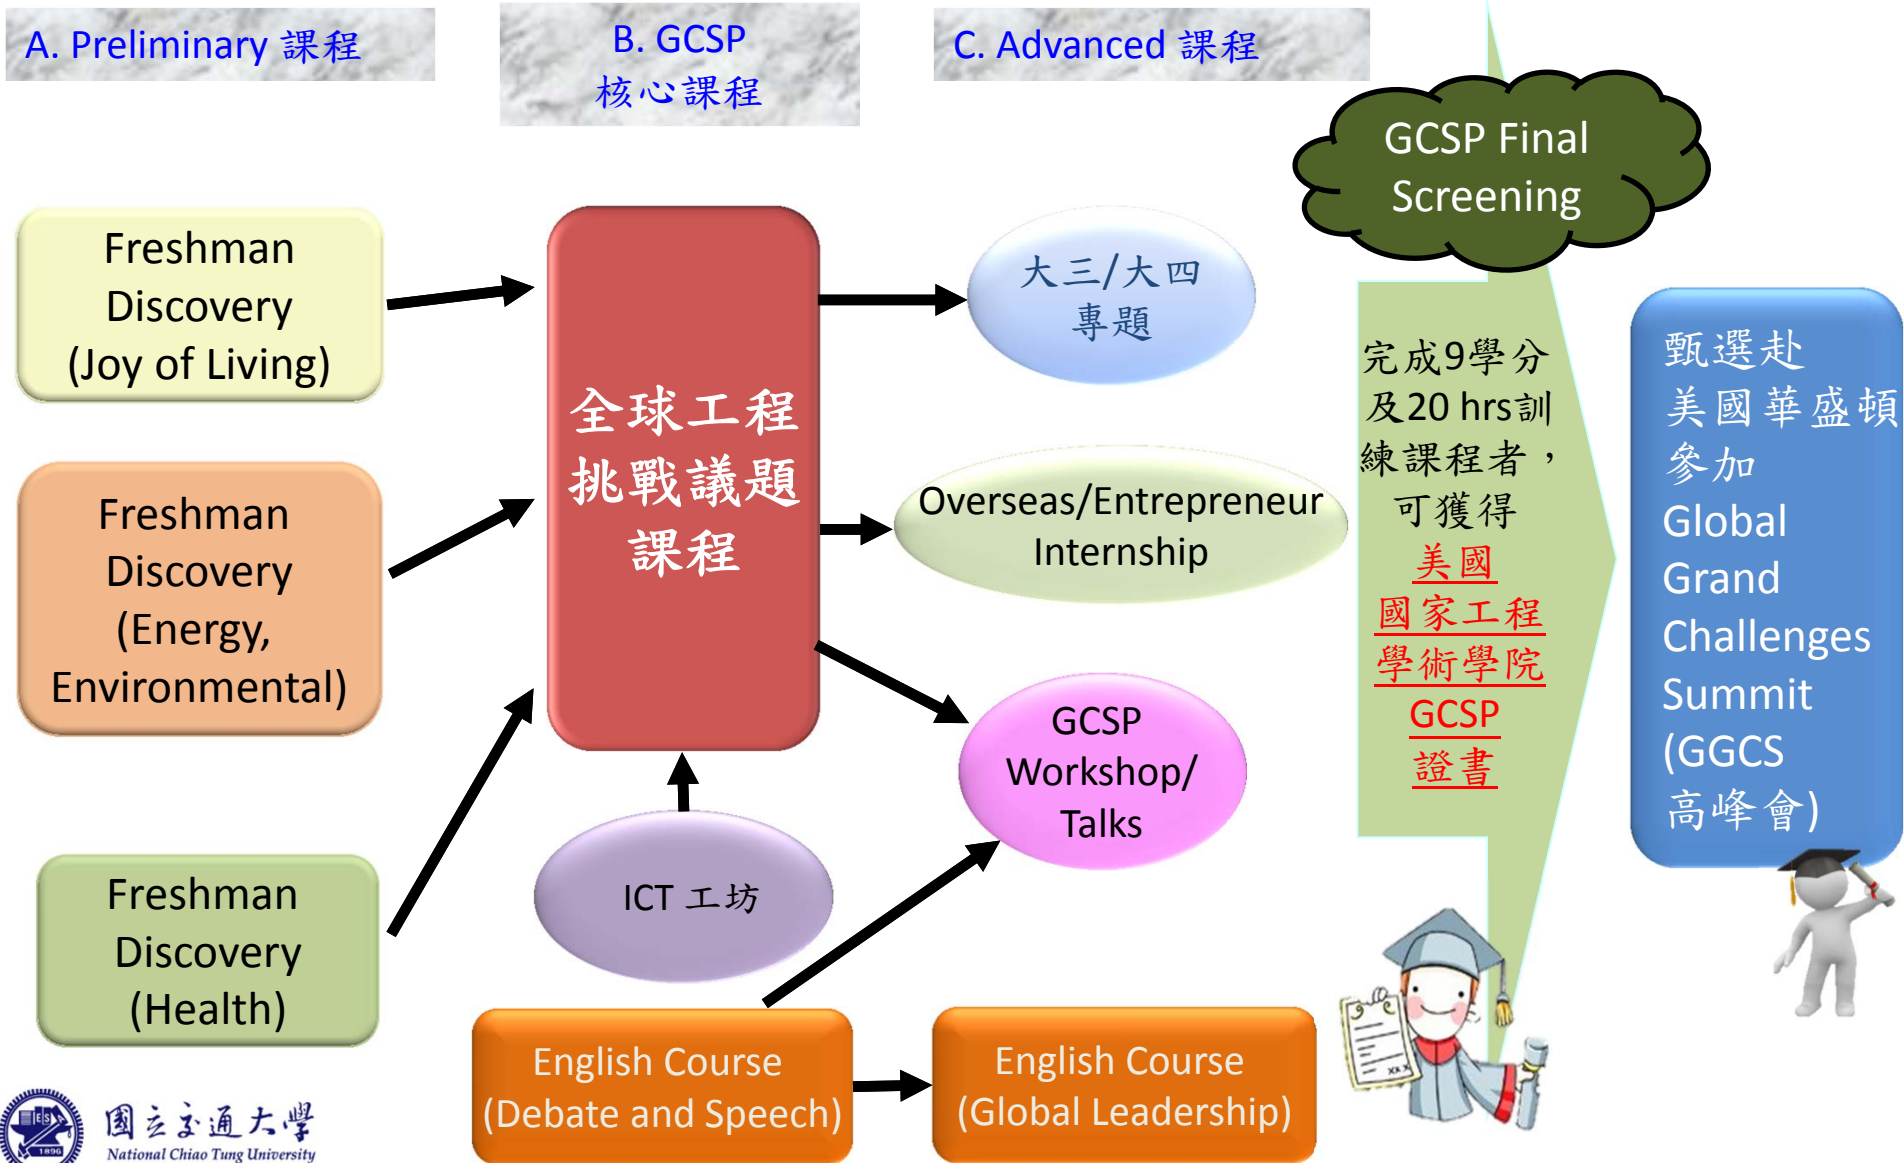 A. Preliminary 課程
B. GCSP
核心課程
C. Advanced 課程
GCSP Final
Screening
Freshman
Discovery
(Joy of Living)
Freshman
Discovery
(Energy,
Environmental)
Freshman
Discovery
(Health)
全球工程
挑戰議題
課程
ICT 工坊
English Course
(Debate and Speech)
大三/大四
專題
Overseas/Entrepreneur
Internship
GCSP
Workshop/
Talks
English Course
(Global Leadership)
完成9學分
及20 hrs訓
練課程者，
可獲得
美國
國家工程
學術學院
GCSP
證書
甄選赴
美國華盛頓
參加
Global
Grand
Challenges
Summit
(GGCS
高峰會)
國立交通大學
National Chiao Tung University
1896